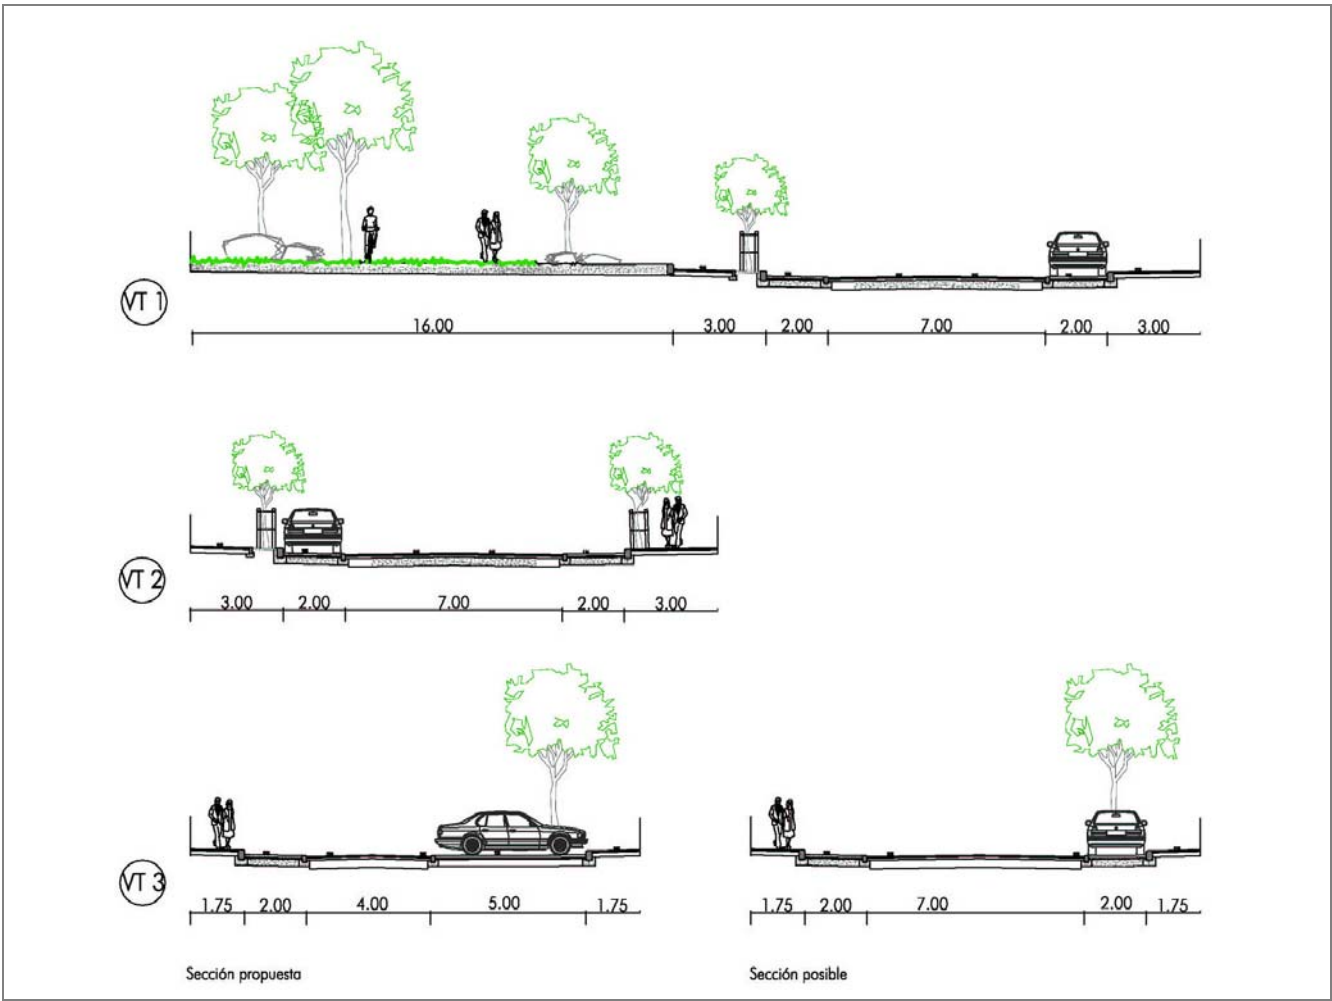 VT 1
16.00 3.00 2.00 7.00 2.00 3.00
VT 2
3.00 2.00 7.00 2.00 3.00
VT 3
1.75 2.00 4.00 5.00 1.75
1.75 2.00 7.00 2.00 1.75
Sección propuesta
Sección posible